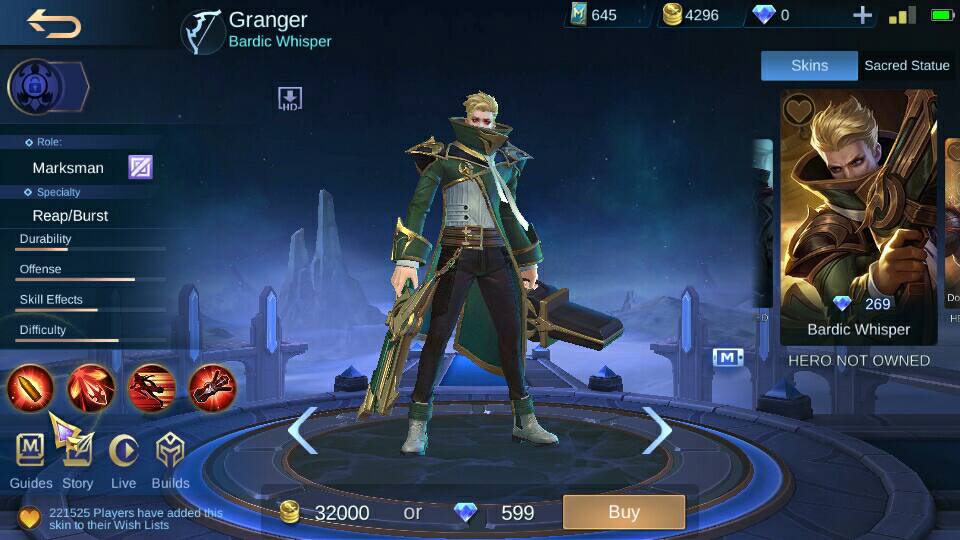 Granger
Bardic Whisper
645
4296
0
HD
Skins
Sacred Statue
Role:
Marksman
Specialty
Reap/Burst
Durability
Offense
Skill Effects
Difficulty
269
Bardic Whisper
HERO NOT OWNED
M
M
Guides
Story
Live
Builds
221525 Players have added this
skin to their Wish Lists
32000
or
599
Buy